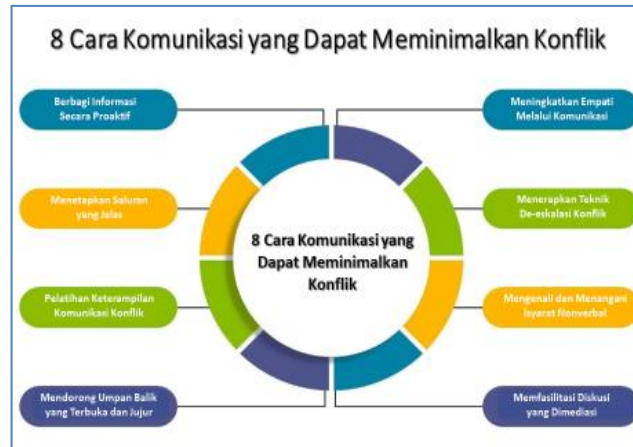 8 Cara Komunikasi yang Dapat Meminimalkan Konflik
Berbagi Informasi
Secara Proaktif
Menetapkan Saluran
yang Jelas
Pelatihan Keterampilan
Komunikasi Konflik
Mendorong Umpan Balik
yang Terbuka dan Jujur
8 Cara Komunikasi yang
Dapat Meminimalkan
Konflik
Meningkatkan Empati
Melalui Komunikasi
Menerapkan Teknik
De-eskalasi Konflik
Mengenali dan Menangani
Isyarat Nonverbal
Memfasilitasi Diskusi
yang Dimediasi